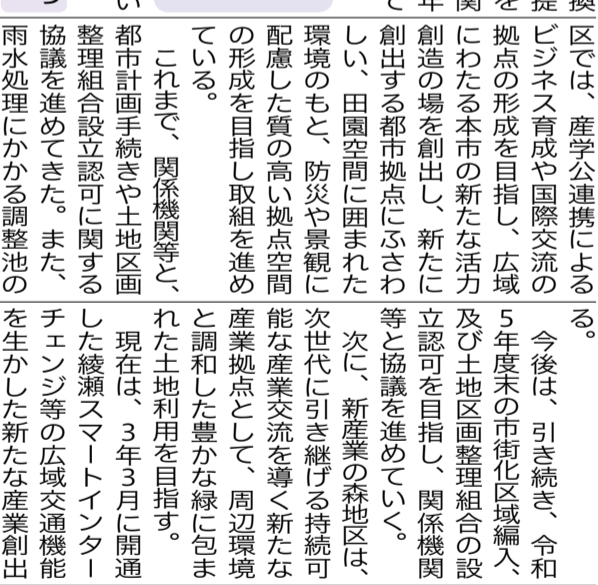 換
提
関
年
て
い
っ
区では、産学公連携による
ビジネス育成や国際交流の
拠点の形成を目指し、広域
にわたる本市の新たな活力
創造の場を創出し、新たに
創出する都市拠点にふさわ
しい、田園空間に囲まれた
環境のもと、防災や景観に
配慮した質の高い拠点空間
の形成を目指し取組を進め
ている。
これまで、関係機関等と、
都市計画手続きや土地区画
整理組合設立認可に関する
協議を進めてきた。また、
雨水処理にかかる調整池の
る。
今後は、引き続き、令和
5年度末の市街化区域編入、
及び土地区画整理組合の設
立認可を目指し、関係機関
等と協議を進めていく。
次に、新産業の森地区は、
次世代に引き継げる持続可
能な産業交流を導く新たな
産業拠点として、周辺環境
と調和した豊かな緑に包ま
れた土地利用を目指す。
現在は、3年3月に開通
した綾瀬スマートインター
チェンジ等の広域交通機能
を生かした新たな産業創出